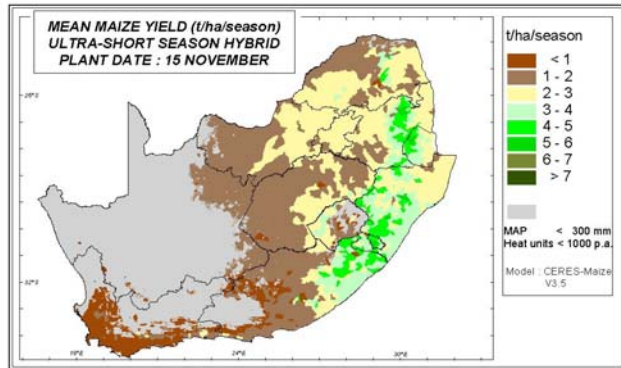 MEAN MAIZE YIELD (t/ha/season)
ULTRA-SHORT SEASON HYBRID
PLANT DATE : 15 NOVEMBER
t/ha/season
< 1
1 - 2
2 - 3
3 - 4
4 - 5
5 - 6
6 - 7
> 7
MAP < 300 mm
Heat units < 1000 p.a.
Model : CERES-Maize
V3.5